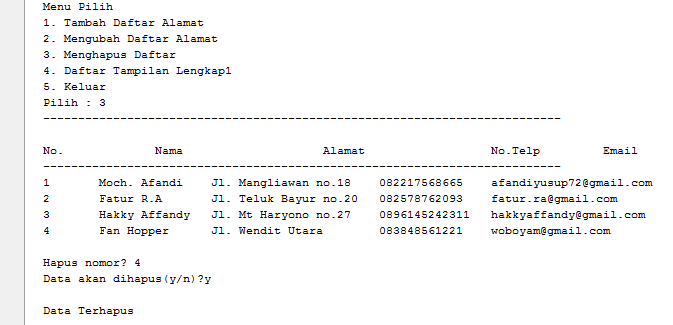 Menu Pilih
1. Tambah Daftar Alamat
2. Mengubah Daftar Alamat
3. Menghapus Daftar
4. Daftar Tampilan Lengkap1
5. Keluar
Pilih : 3
--------------------------------------------------------------------------
No. Nama Alamat No.Telp Email
--------------------------------------------------------------------------
1 Moch. Afandi Jl. Mangliawan no.18 082217568665 afandiyusup72@gmail.com
2 Fatur R.A Jl. Teluk Bayur no.20 082578762093 fatur.ra@gmail.com
3 Hakky Affandy Jl. Mt Haryono no.27 0896145242311 hakkyaffandy@gmail.com
4 Fan Hopper Jl. Wendit Utara 083848561221 woboyam@gmail.com
Hapus nomor? 4
Data akan dihapus(y/n)?y
Data Terhapus